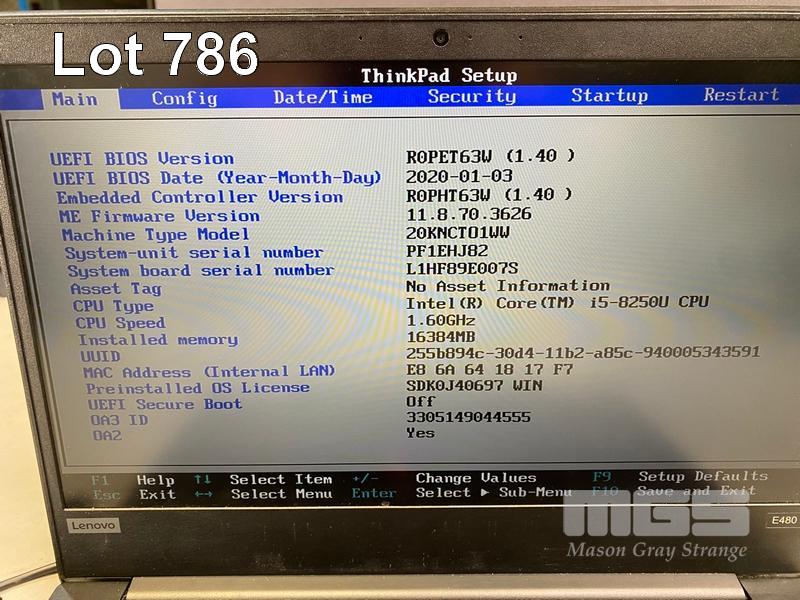 Lot 786
ThinkPad Setup
Main Config Date/Time Security Startup Restart
UEFI BIOS Version R0PET63W (1.40 )
UEFI BIOS Date (Year-Month-Day) 2020-01-03
Embedded Controller Version R0PHT63W (1.40 )
ME Firmware Version 11.8.70.3626
Machine Type Model 20KNCTO1WW
System-unit serial number PF1EHJ82
System board serial number L1HF89E007S
Asset Tag No Asset Information
CPU Type Intel(R) Core(TM) i5-8250U CPU
CPU Speed 1.60GHz
Installed memory 16384MB
UUID 255b894c-30d4-11b2-a85c-940005343591
MAC Address (Internal LAN) E8 6A 64 18 17 F7
Preinstalled OS License SDK0J40697 WIN
UEFI Secure Boot Off
OA3 ID 3305149044555
OA2 Yes
F1 Help ↑↓ Select Item +/- Change Values F9 Setup Defaults
Esc Exit ←→ Select Menu Enter Select ▶ Sub-Menu F10 Save and Exit
Lenovo
E480
MGS
Mason Gray Strange